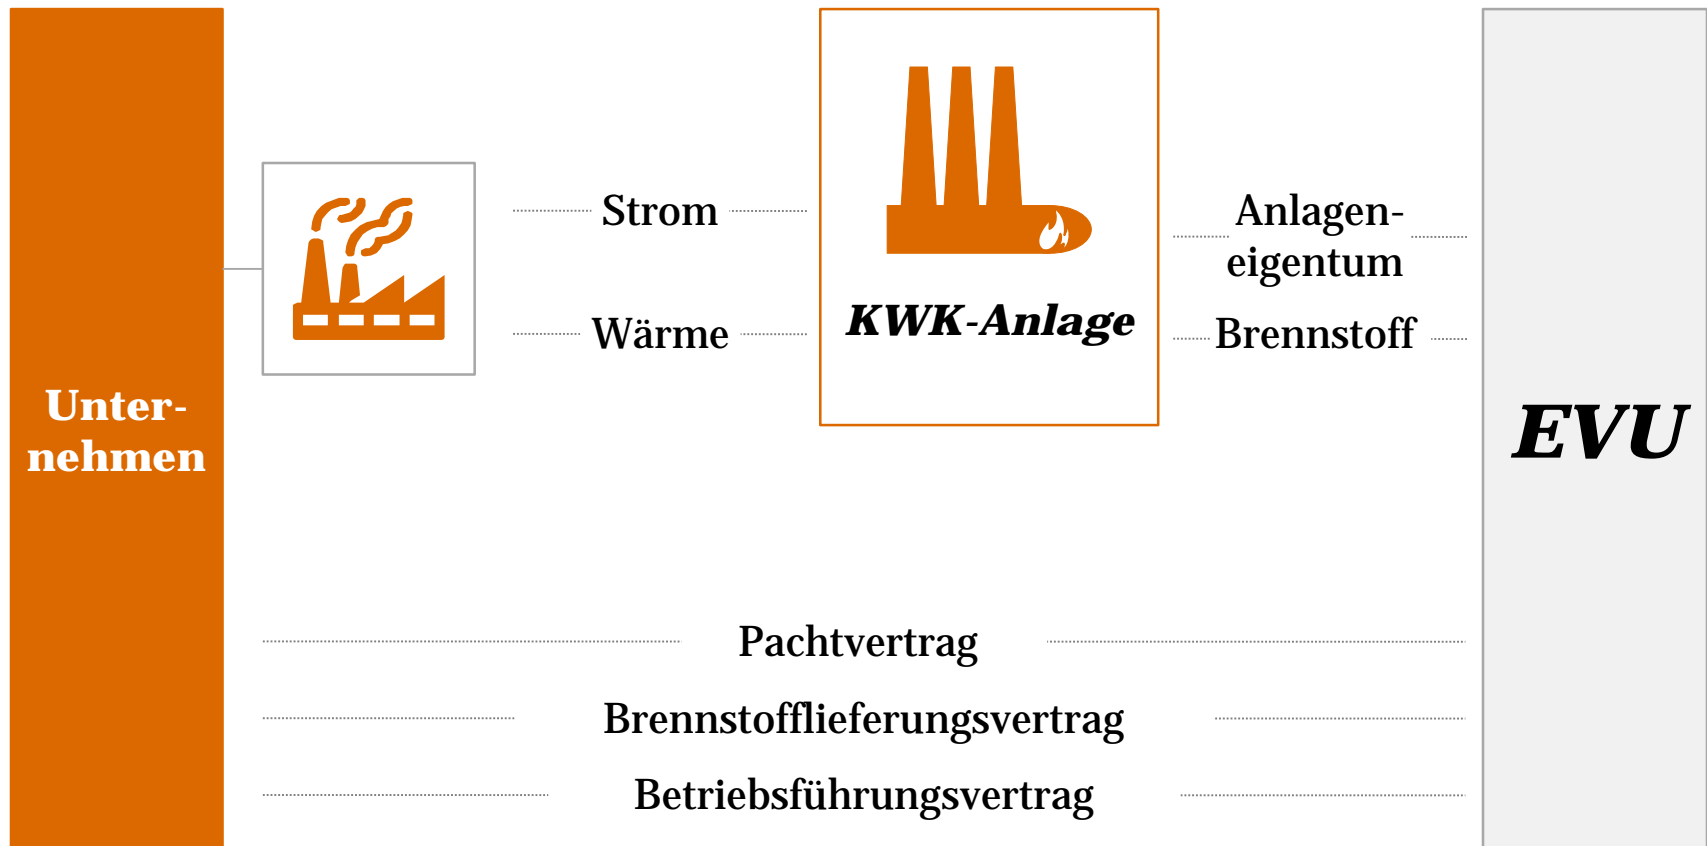 Unter-
nehmen
Strom
Wärme
KWK-Anlage
Anlagen-
eigentum
Brennstoff
EVU
Pachtvertrag
Brennstofflieferungsvertrag
Betriebsführungsvertrag